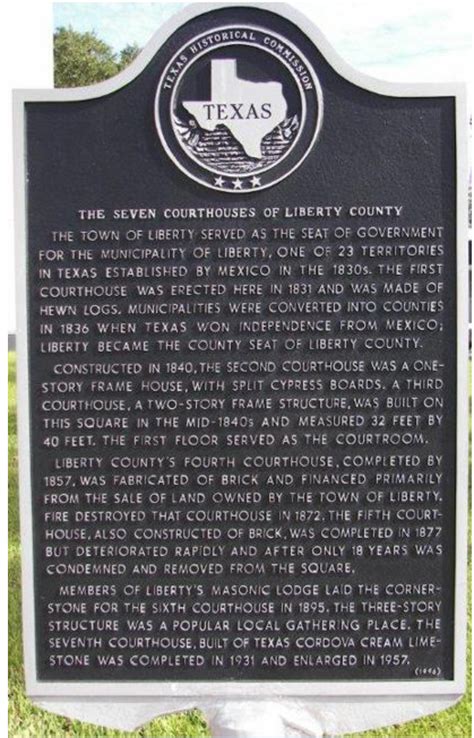 TEXAS HISTORICAL COMMISSION
TEXAS
THE SEVEN COURTHOUSES OF LIBERTY COUNTY
THE TOWN OF LIBERTY SERVED AS THE SEAT OF GOVERNMENT
FOR THE MUNICIPALITY OF LIBERTY, ONE OF 23 TERRITORIES
IN TEXAS ESTABLISHED BY MEXICO IN THE 1830s. THE FIRST
COURTHOUSE WAS ERECTED HERE IN 1831 AND WAS MADE OF
HEWN LOGS. MUNICIPALITIES WERE CONVERTED INTO COUNTIES
IN 1836 WHEN TEXAS WON INDEPENDENCE FROM MEXICO;
LIBERTY BECAME THE COUNTY SEAT OF LIBERTY COUNTY.
CONSTRUCTED IN 1840, THE SECOND COURTHOUSE WAS A ONE-
STORY FRAME HOUSE, WITH SPLIT CYPRESS BOARDS. A THIRD
COURTHOUSE, A TWO-STORY FRAME STRUCTURE, WAS BUILT ON
THIS SQUARE IN THE MID-1840s AND MEASURED 32 FEET BY
40 FEET. THE FIRST FLOOR SERVED AS THE COURTROOM.
LIBERTY COUNTY'S FOURTH COURTHOUSE, COMPLETED BY
1857, WAS FABRICATED OF BRICK AND FINANCED PRIMARILY
FROM THE SALE OF LAND OWNED BY THE TOWN OF LIBERTY.
FIRE DESTROYED THAT COURTHOUSE IN 1872. THE FIFTH COURT-
HOUSE, ALSO CONSTRUCTED OF BRICK, WAS COMPLETED IN 1877
BUT DETERIORATED RAPIDLY AND AFTER ONLY 18 YEARS WAS
CONDEMNED AND REMOVED FROM THE SQUARE.
MEMBERS OF LIBERTY'S MASONIC LODGE LAID THE CORNER-
STONE FOR THE SIXTH COURTHOUSE IN 1895. THE THREE-STORY
STRUCTURE WAS A POPULAR LOCAL GATHERING PLACE. THE
SEVENTH COURTHOUSE, BUILT OF TEXAS CORDOVA CREAM LIME-
STONE WAS COMPLETED IN 1931 AND ENLARGED IN 1957.
(1996)